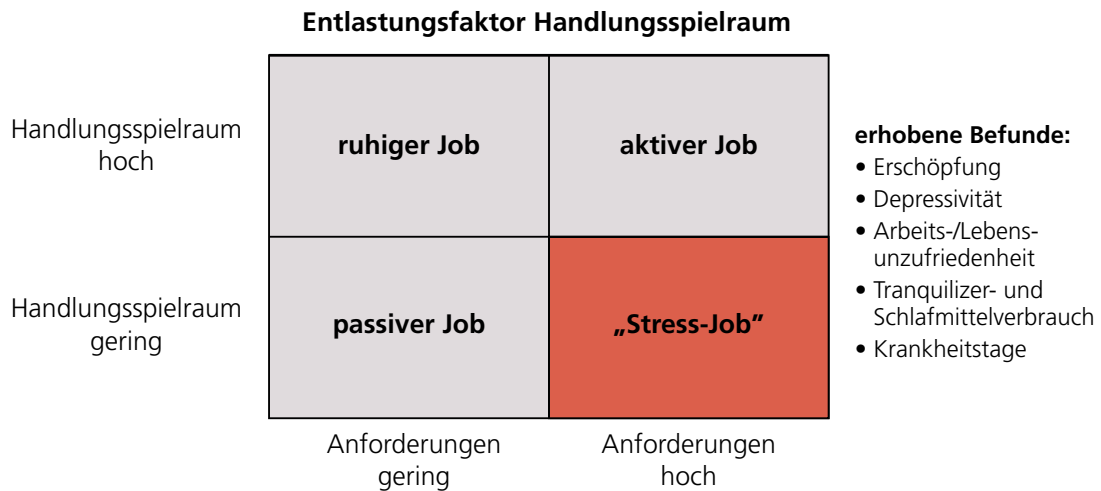 Entlastungsfaktor Handlungsspielraum
Handlungsspielraum
hoch
ruhiger Job
aktiver Job
Handlungsspielraum
gering
passiver Job
„Stress-Job”
Anforderungen
gering
Anforderungen
hoch
erhobene Befunde:
• Erschöpfung
• Depressivität
• Arbeits-/Lebens-
unzufriedenheit
• Tranquilizer- und
Schlafmittelverbrauch
• Krankheitstage